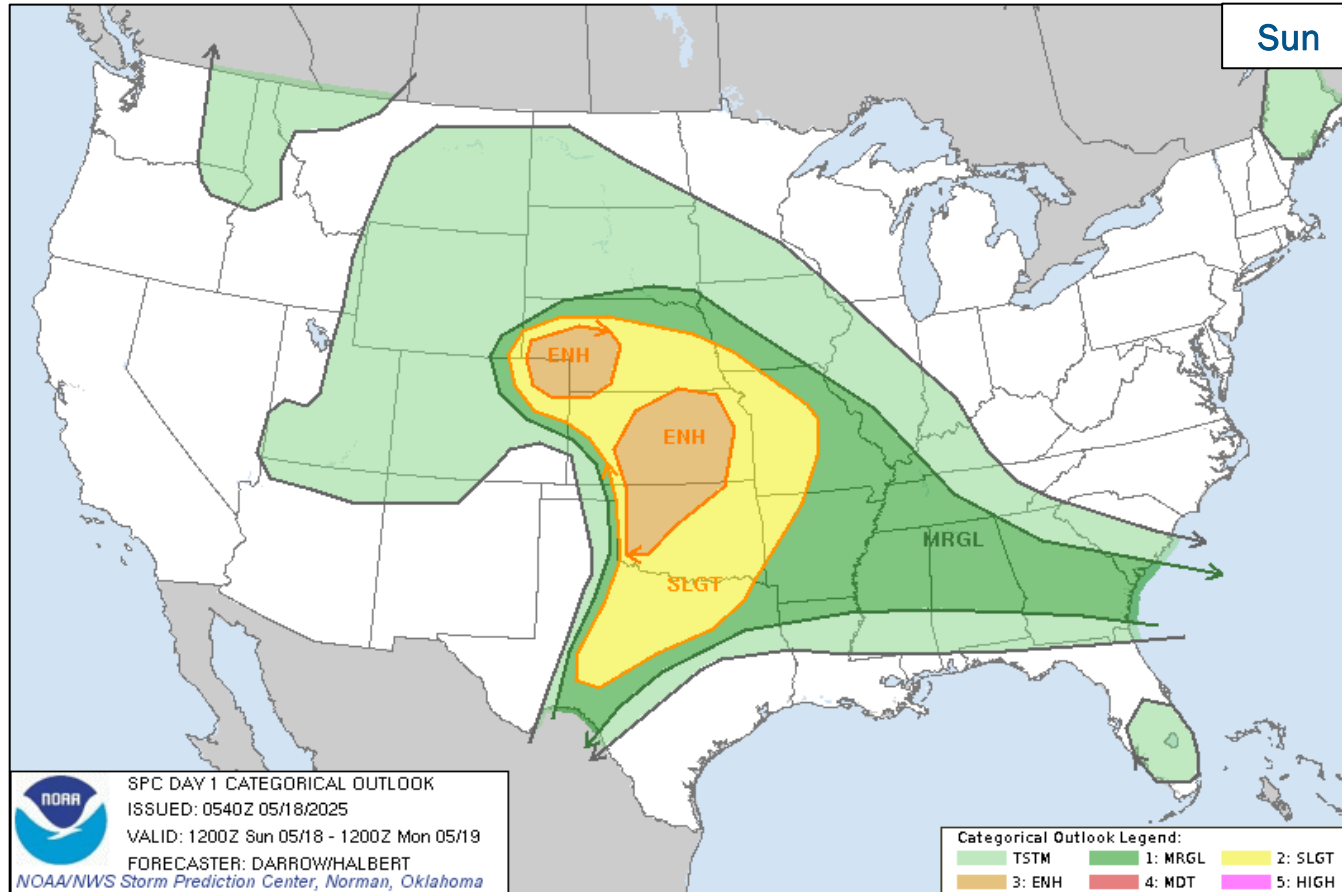 Sun
ENH
ENH
MRGL
SLGT
NOAA
SPC DAY 1 CATEGORICAL OUTLOOK
ISSUED: 0540Z 05/18/2025
VALID: 1200Z Sun 05/18 - 1200Z Mon 05/19
FORECASTER: DARROW/HALBERT
NOAA/NWS Storm Prediction Center, Norman, Oklahoma
Categorical Outlook Legend:
TSTM 1: MRGL 2: SLGT
3: ENH 4: MDT 5: HIGH